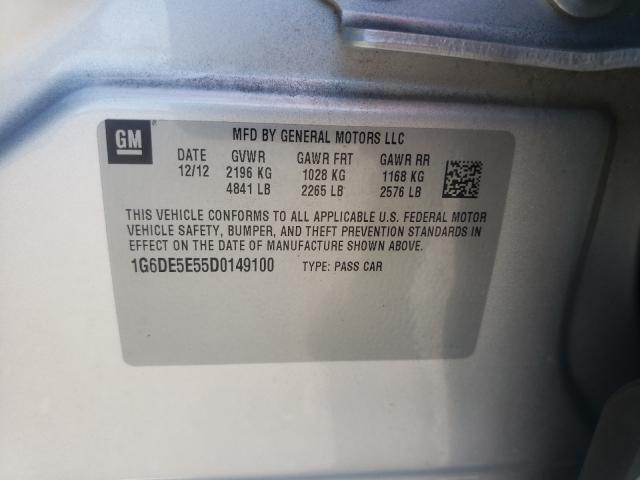 GM MFD BY GENERAL MOTORS LLC
DATE GVWR GAWR FRT GAWR RR
12/12 2196 KG 1028 KG 1168 KG
4841 LB 2265 LB 2576 LB
THIS VEHICLE CONFORMS TO ALL APPLICABLE U.S. FEDERAL MOTOR
VEHICLE SAFETY, BUMPER, AND THEFT PREVENTION STANDARDS IN
EFFECT ON THE DATE OF MANUFACTURE SHOWN ABOVE.
1G6DE5E55D0149100 TYPE: PASS CAR